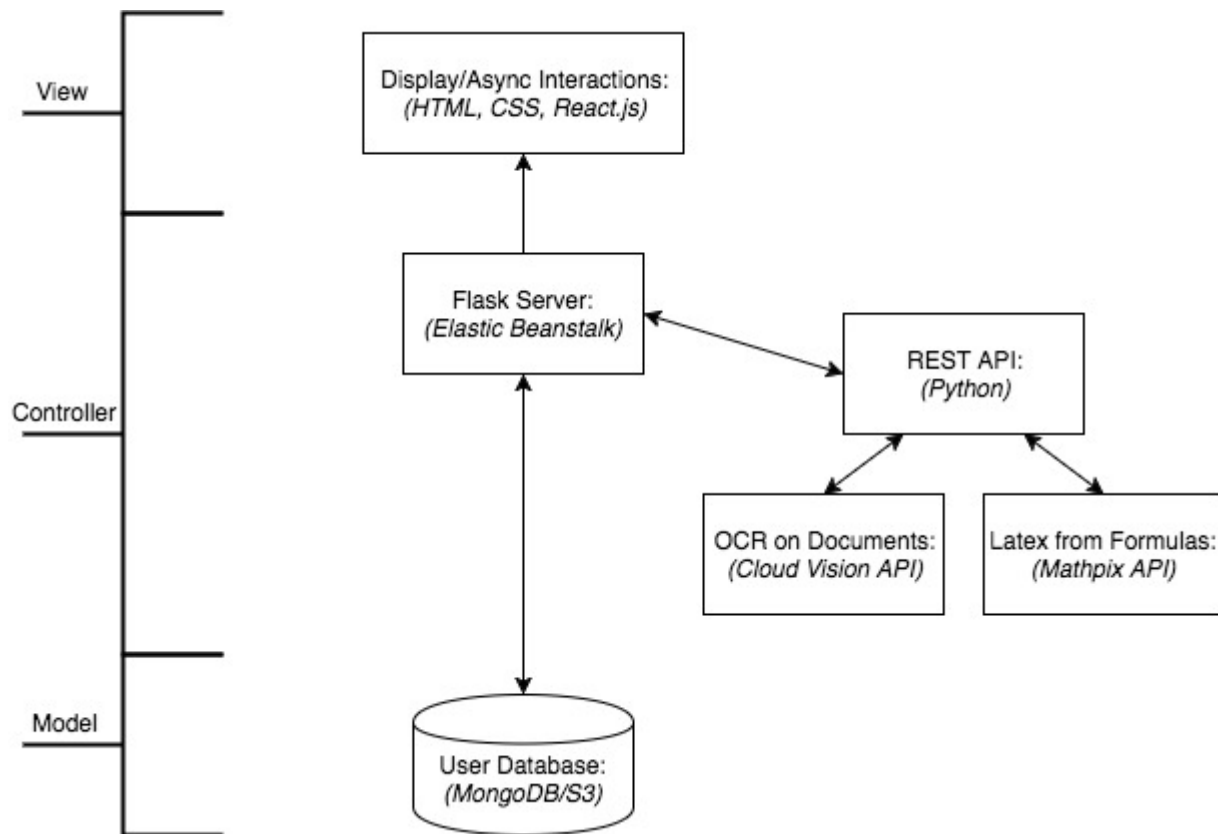 View
Display/Async Interactions:
(HTML, CSS, React.js)
Flask Server:
(Elastic Beanstalk)
REST API:
(Python)
Controller
OCR on Documents:
(Cloud Vision API)
Latex from Formulas:
(Mathpix API)
Model
User Database:
(MongoDB/S3)